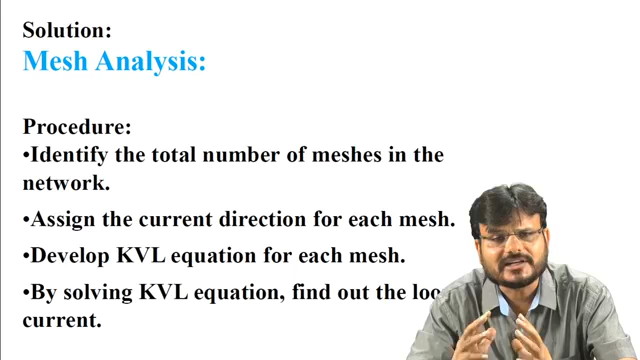 Solution:
Mesh Analysis:
Procedure:
•Identify the total number of meshes in the
network.
•Assign the current direction for each mesh.
•Develop KVL equation for each mesh.
•By solving KVL equation, find out the loo
current.